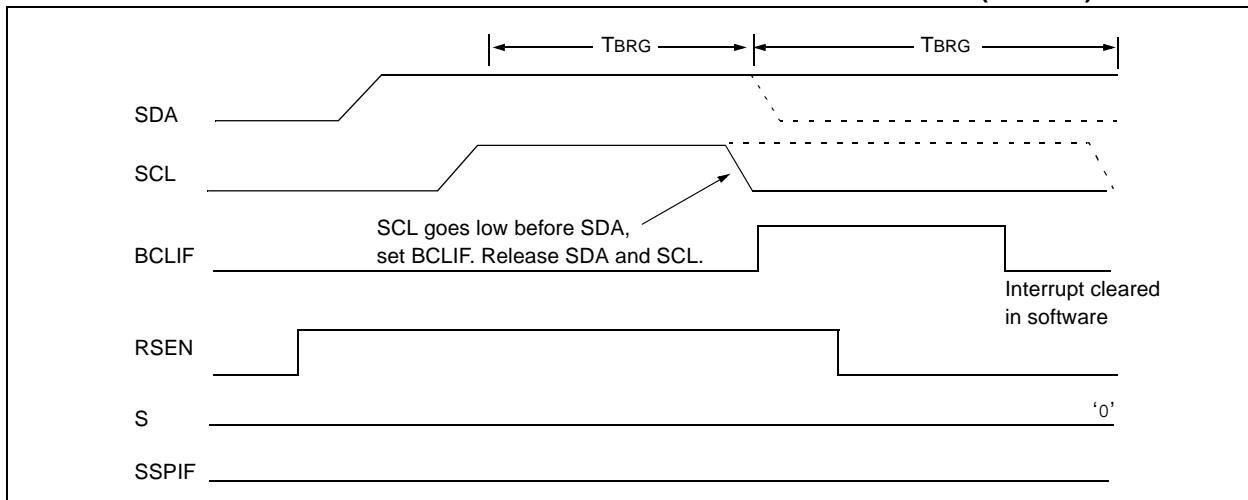 TBRG TBRG
SDA
SCL
SCL goes low before SDA,
set BCLIF. Release SDA and SCL.
BCLIF
Interrupt cleared
in software
RSEN
S
‘0’
SSPIF